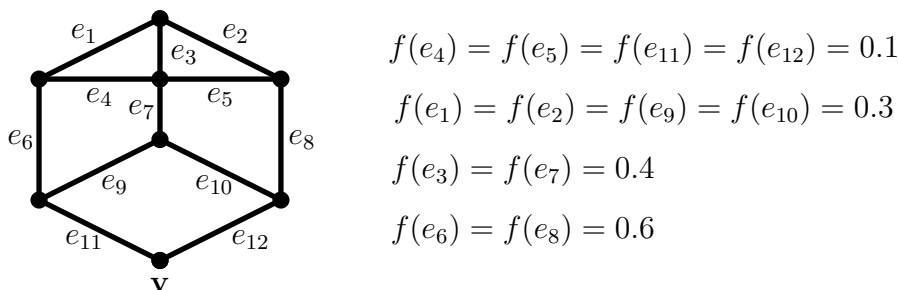 e₁
e₂
e₃
e₄
e₅
e₆
e₇
e₈
e₉
e₁₀
e₁₁
e₁₂
v
f(e₄) = f(e₅) = f(e₁₁) = f(e₁₂) = 0.1
f(e₁) = f(e₂) = f(e₉) = f(e₁₀) = 0.3
f(e₃) = f(e₇) = 0.4
f(e₆) = f(e₈) = 0.6